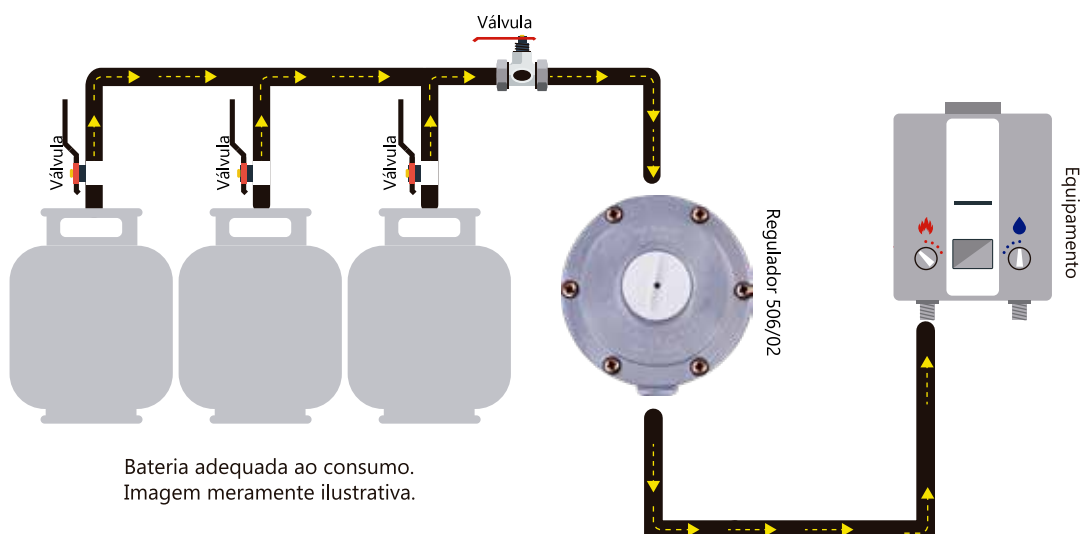 Válvula
Válvula
Válvula
Válvula
Regulador 506/02
Equipamento
Bateria adequada ao consumo.
Imagem meramente ilustrativa.